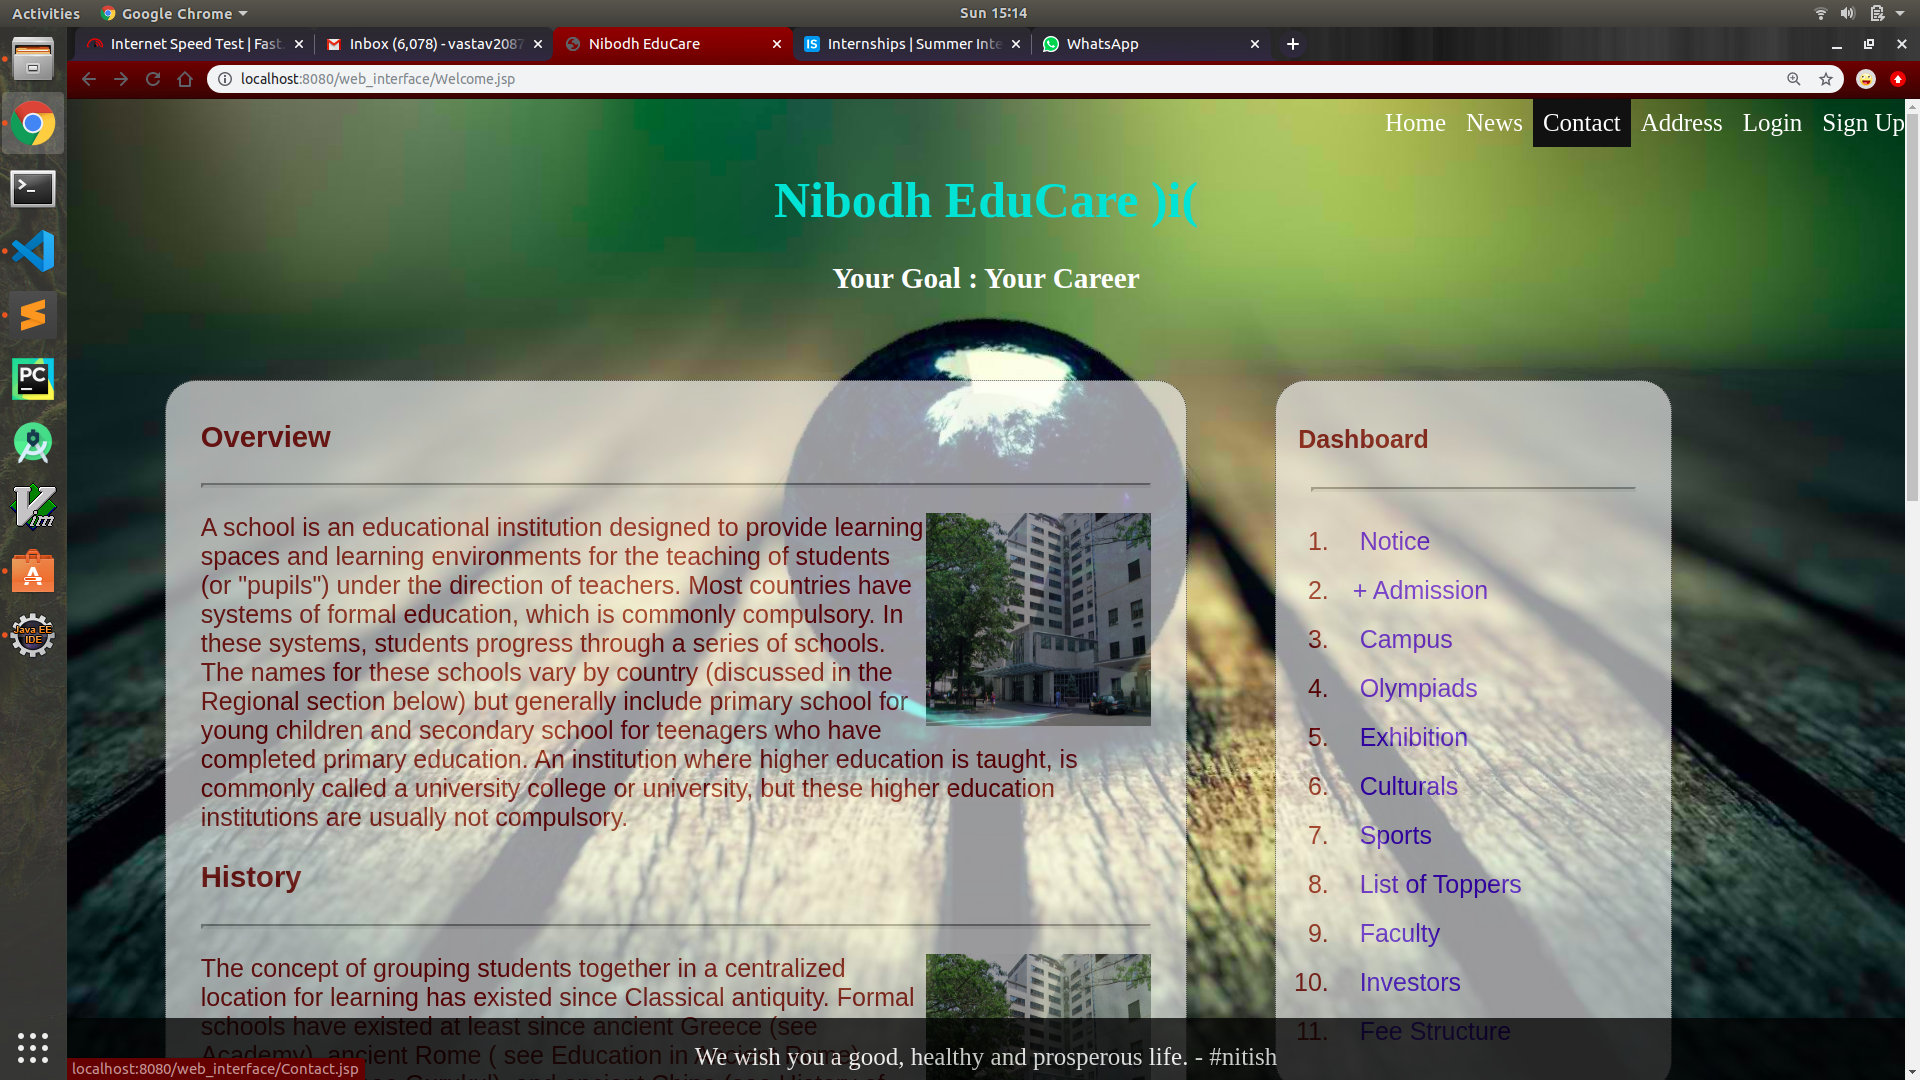 Activities Google Chrome Sun 15:14
Internet Speed Test | Fast. Inbox (6,078) - vastav2087 Nibodh EduCare Internships | Summer Inte WhatsApp
localhost:8080/web_interface/Welcome.jsp
Home News Contact Address Login Sign Up
Nibodh EduCare )i(
Your Goal : Your Career
Overview
A school is an educational institution designed to provide learning
spaces and learning environments for the teaching of students
(or "pupils") under the direction of teachers. Most countries have
systems of formal education, which is commonly compulsory. In
these systems, students progress through a series of schools.
The names for these schools vary by country (discussed in the
Regional section below) but generally include primary school for
young children and secondary school for teenagers who have
completed primary education. An institution where higher education is taught, is
commonly called a university college or university, but these higher education
institutions are usually not compulsory.
History
The concept of grouping students together in a centralized
location for learning has existed since Classical antiquity. Formal
schools have existed at least since ancient Greece (see
Academy), ancient Rome ( see Education in Ancient Rome)
Dashboard
1. Notice
2. + Admission
3. Campus
4. Olympiads
5. Exhibition
6. Culturals
7. Sports
8. List of Toppers
9. Faculty
10. Investors
11. Fee Structure
We wish you a good, healthy and prosperous life. - #nitish
localhost:8080/web_interface/Contact.jsp
PC
Vim
Java EE
IDE